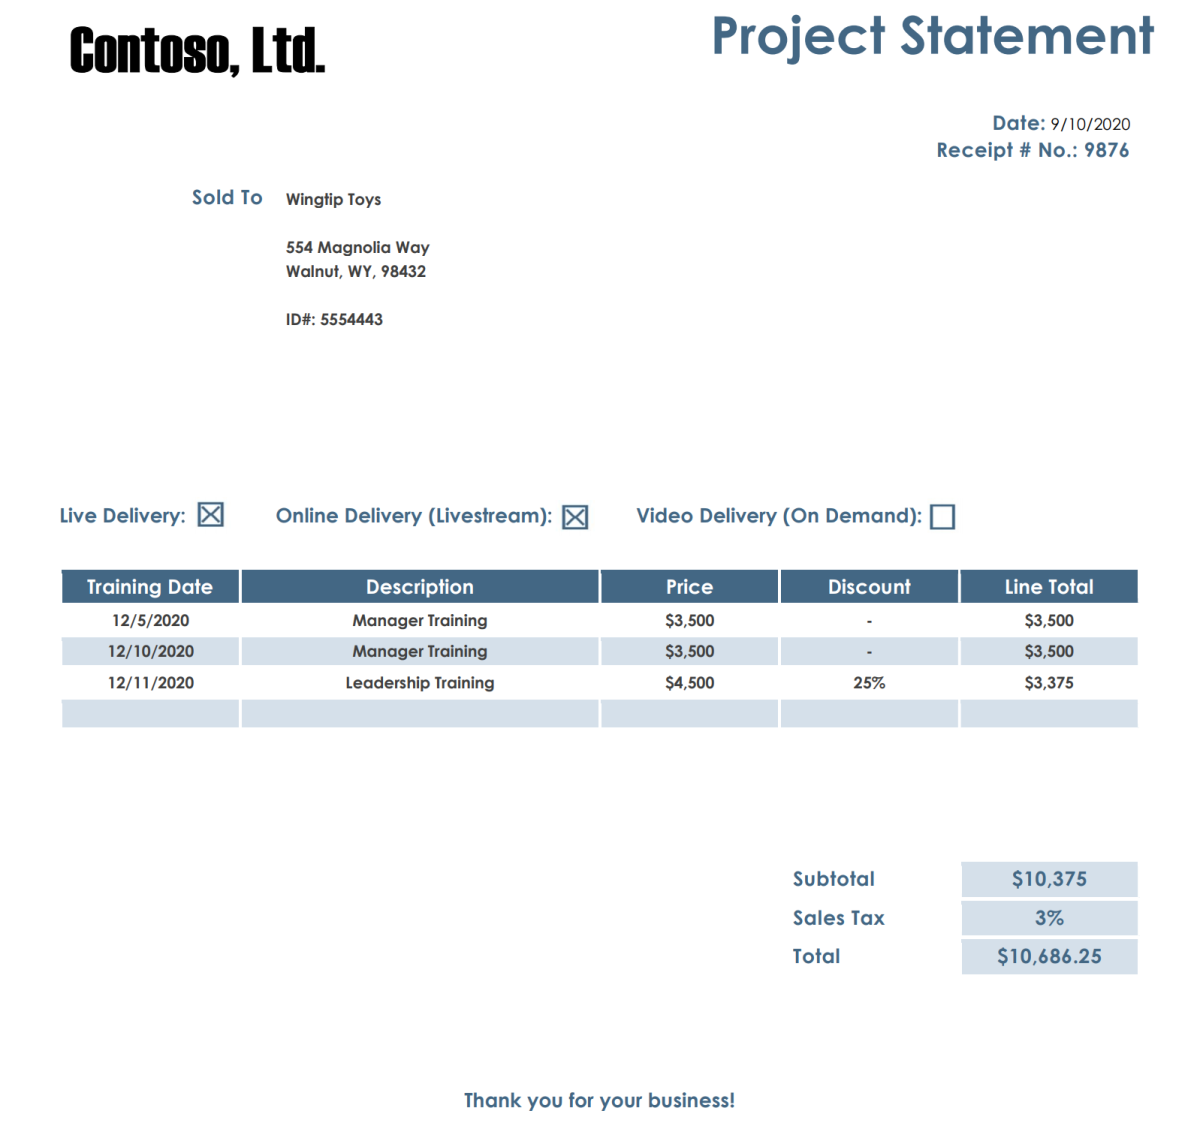 Contoso, Ltd.
Project Statement
Date: 9/10/2020
Receipt # No.: 9876
Sold To Wingtip Toys
554 Magnolia Way
Walnut, WY, 98432
ID#: 5554443
Live Delivery: ☒ Online Delivery (Livestream): ☒ Video Delivery (On Demand): ☐
Training Date Description Price Discount Line Total
12/5/2020 Manager Training $3,500 - $3,500
12/10/2020 Manager Training $3,500 - $3,500
12/11/2020 Leadership Training $4,500 25% $3,375
Subtotal $10,375
Sales Tax 3%
Total $10,686.25
Thank you for your business!